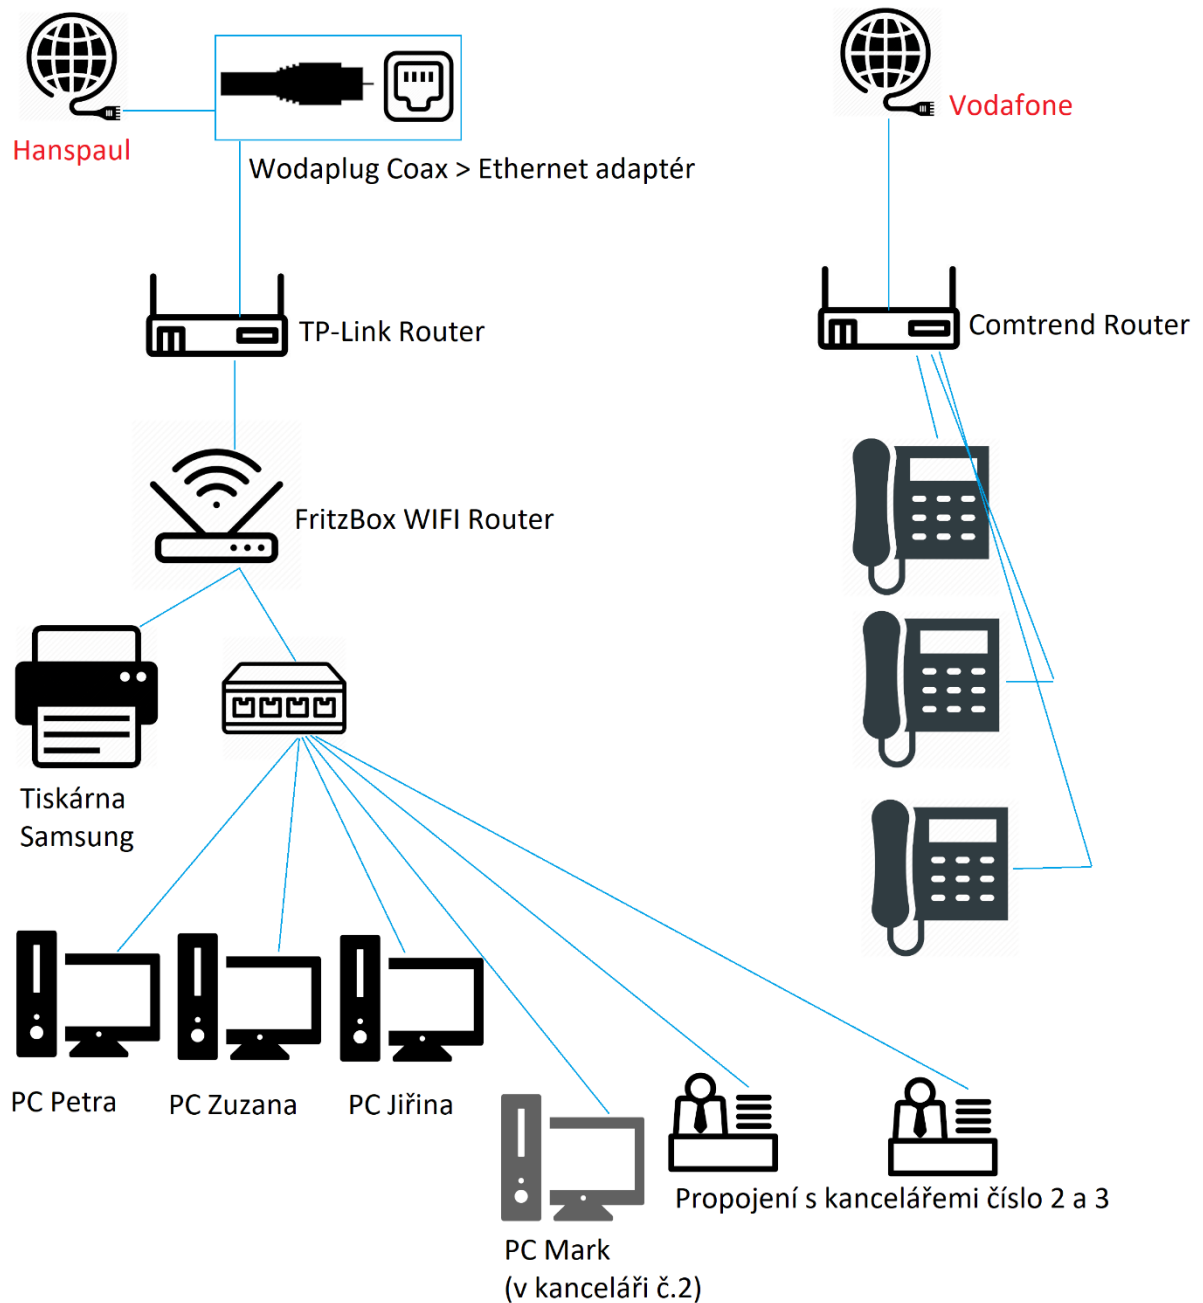 Hanspaul
Wodaplug Coax > Ethernet adaptér
Vodafone
TP-Link Router
Comtrend Router
FritzBox WIFI Router
Tiskárna
Samsung
PC Petra
PC Zuzana
PC Jiřina
PC Mark
(v kanceláři č.2)
Propojení s kancelářemi číslo 2 a 3